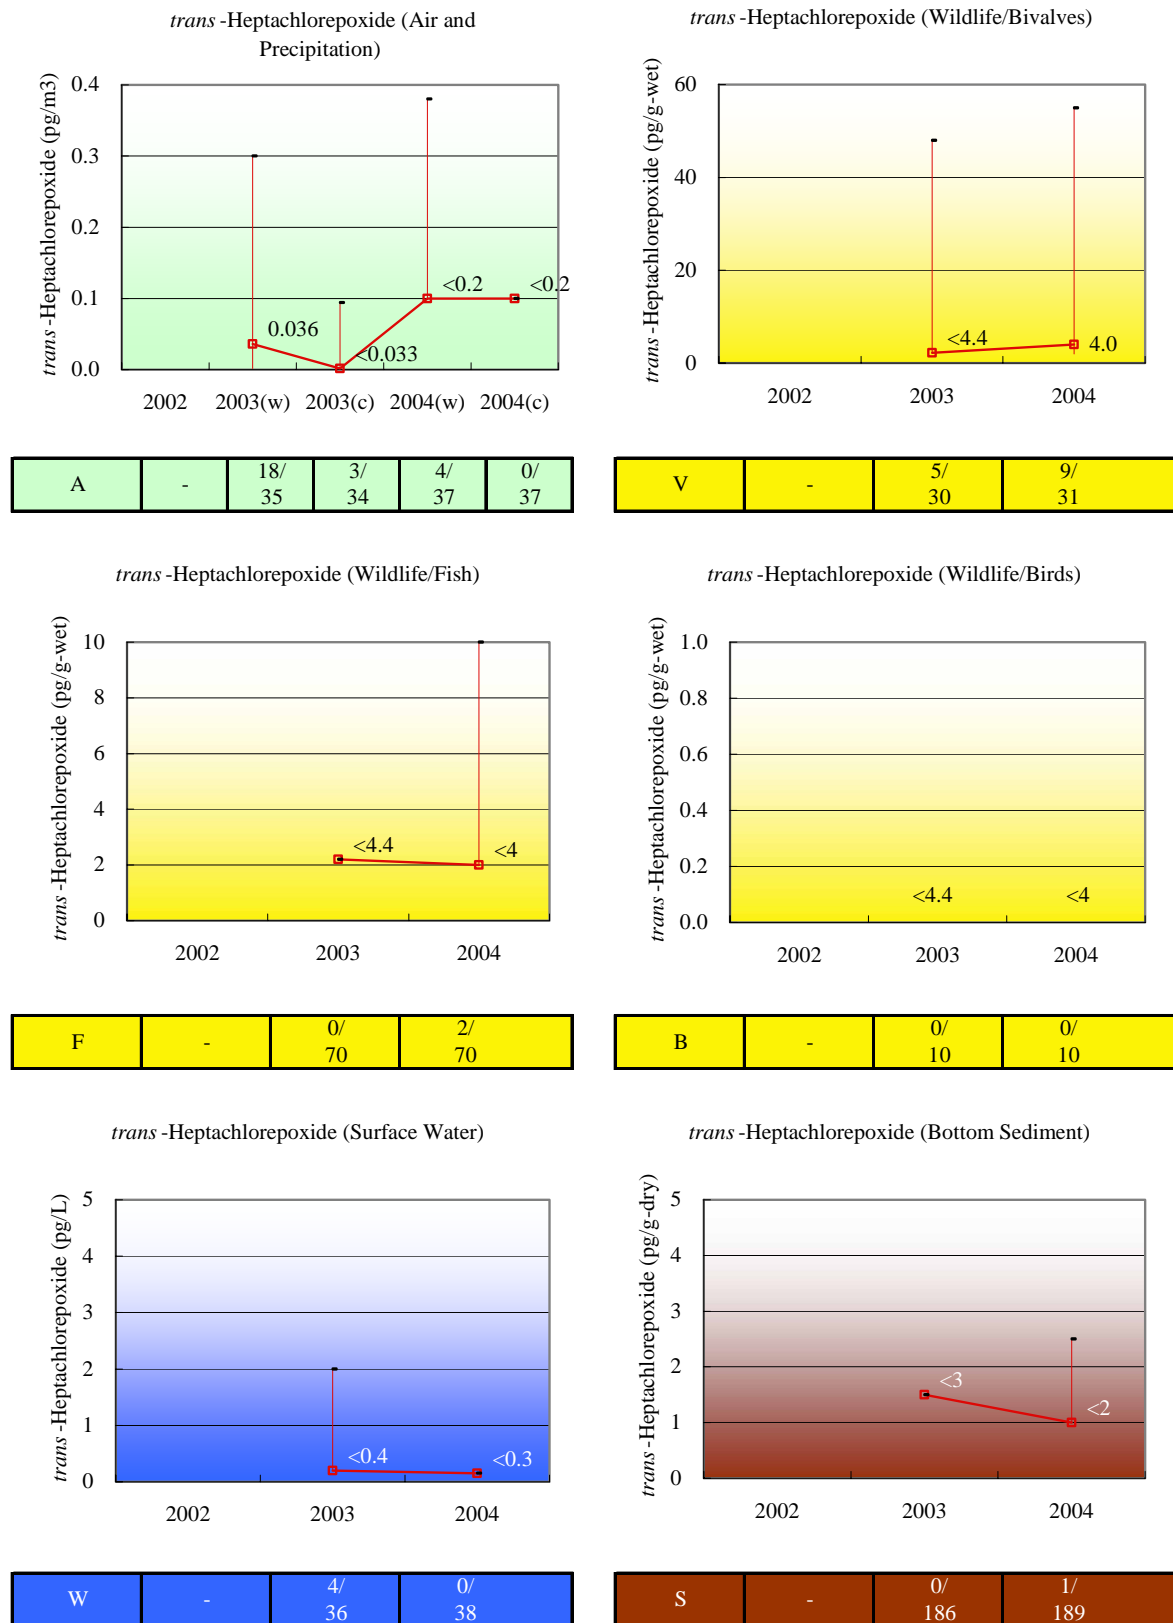 trans-Heptachlorepoxide (Air and
Precipitation)
trans-Heptachlorepoxide (pg/m3)
0.4
0.3
0.2
0.1
0.0
0.036
<0.033
<0.2
<0.2
2002 2003(w) 2003(c) 2004(w) 2004(c)
A - 18/ 3/ 4/ 0/
35 34 37 37
trans-Heptachlorepoxide (Wildlife/Bivalves)
trans-Heptachlorepoxide (pg/g-wet)
60
40
20
0
<4.4
4.0
2002 2003 2004
V - 5/ 9/
30 31
trans-Heptachlorepoxide (Wildlife/Fish)
trans-Heptachlorepoxide (pg/g-wet)
10
8
6
4
2
0
<4.4
<4
2002 2003 2004
F - 0/ 2/
70 70
trans-Heptachlorepoxide (Wildlife/Birds)
trans-Heptachlorepoxide (pg/g-wet)
1.0
0.8
0.6
0.4
0.2
0.0
<4.4
<4
2002 2003 2004
B - 0/ 0/
10 10
trans-Heptachlorepoxide (Surface Water)
trans-Heptachlorepoxide (pg/L)
5
4
3
2
1
0
<0.4
<0.3
2002 2003 2004
W - 4/ 0/
36 38
trans-Heptachlorepoxide (Bottom Sediment)
trans-Heptachlorepoxide (pg/g-dry)
5
4
3
2
1
0
<3
<2
2002 2003 2004
S - 0/ 1/
186 189